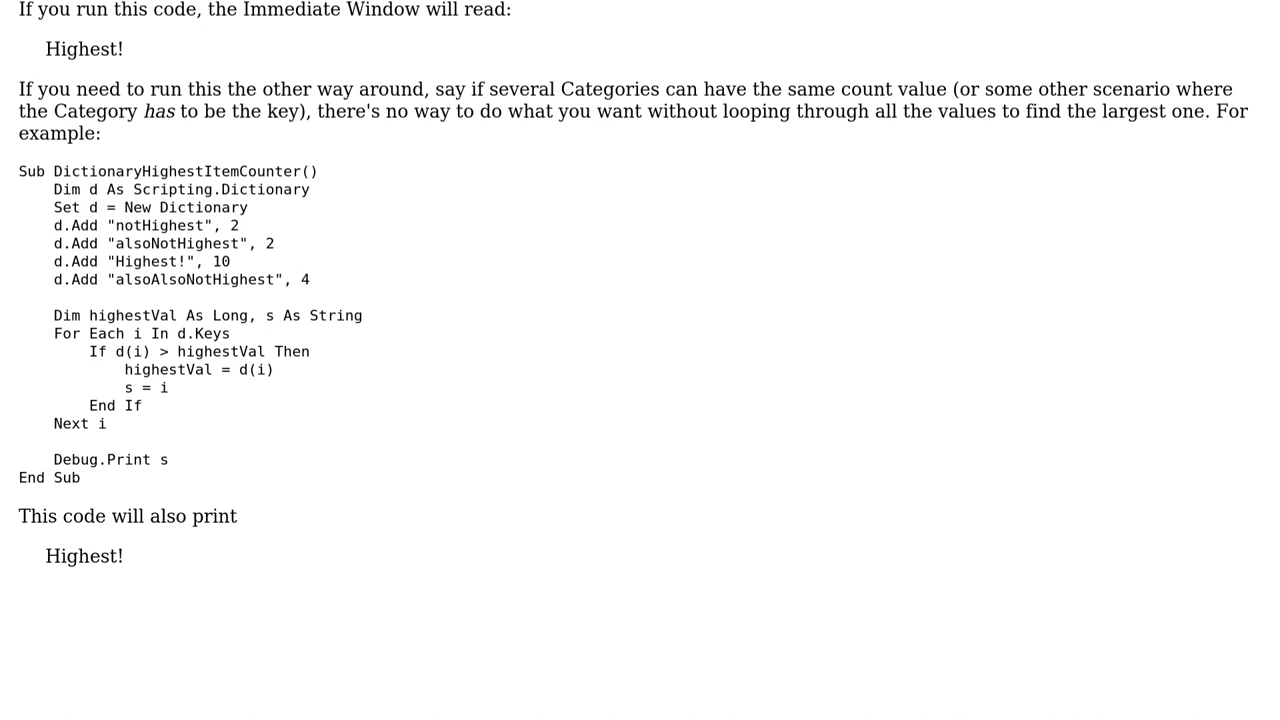 If you run this code, the Immediate Window will read:
Highest!
If you need to run this the other way around, say if several Categories can have the same count value (or some other scenario where
the Category has to be the key), there's no way to do what you want without looping through all the values to find the largest one. For
example:
Sub DictionaryHighestItemCounter()
    Dim d As Scripting.Dictionary
    Set d = New Dictionary
    d.Add "notHighest", 2
    d.Add "alsoNotHighest", 2
    d.Add "Highest!", 10
    d.Add "alsoAlsoNotHighest", 4

    Dim highestVal As Long, s As String
    For Each i In d.Keys
        If d(i) > highestVal Then
            highestVal = d(i)
            s = i
        End If
    Next i

    Debug.Print s
End Sub
This code will also print
Highest!